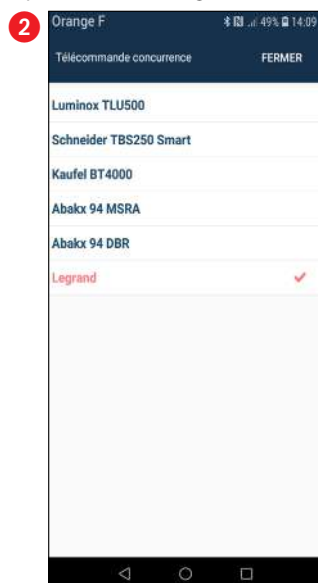 2
Orange F 49% 14:09
Télécommande concurrence FERMER
Luminox TLU500
Schneider TBS250 Smart
Kaufel BT4000
Abakx 94 MSRA
Abakx 94 DBR
Legrand